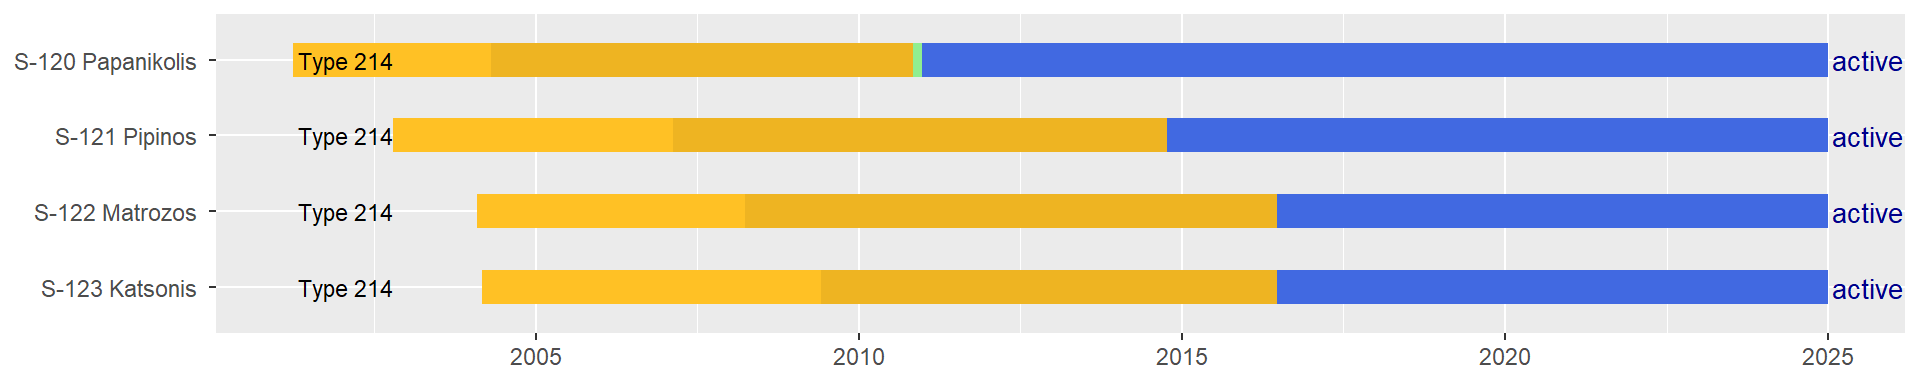 S-120 Papanikolis Type 214 active
S-121 Pipinos Type 214 active
S-122 Matrozos Type 214 active
S-123 Katsonis Type 214 active
2005 2010 2015 2020 2025